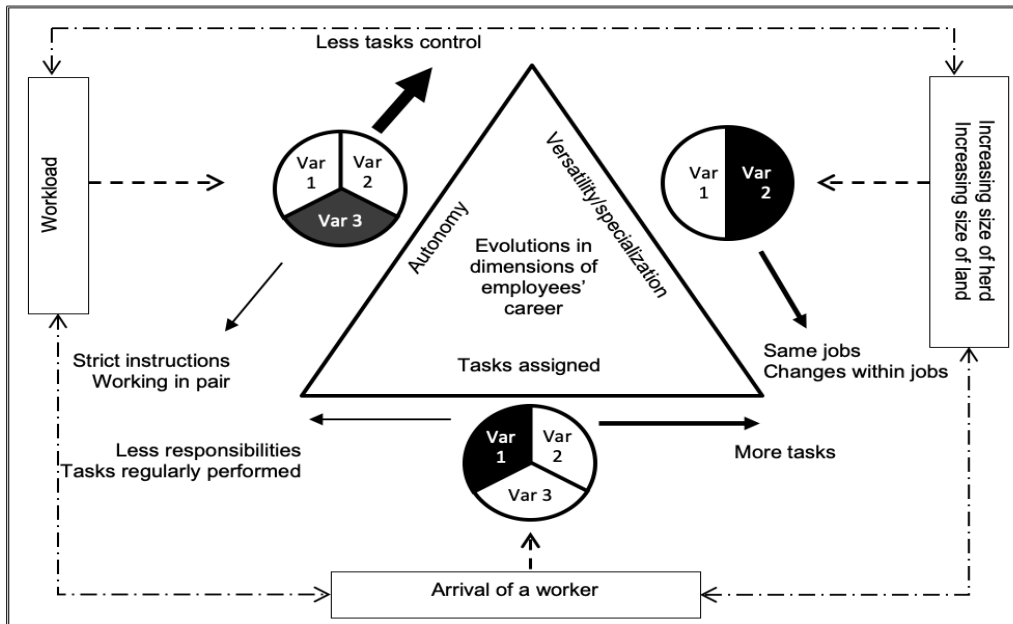 Less tasks control
Workload
Var
1
Var
2
Var 3
Autonomy
Versatility/specialization
Var
1
Var
2
Increasing size of herd
Increasing size of land
Evolutions in
dimensions of
employees’
career
Tasks assigned
Strict instructions
Working in pair
Same jobs
Changes within jobs
Less responsibilities
Tasks regularly performed
Var
1
Var
2
Var 3
More tasks
Arrival of a worker